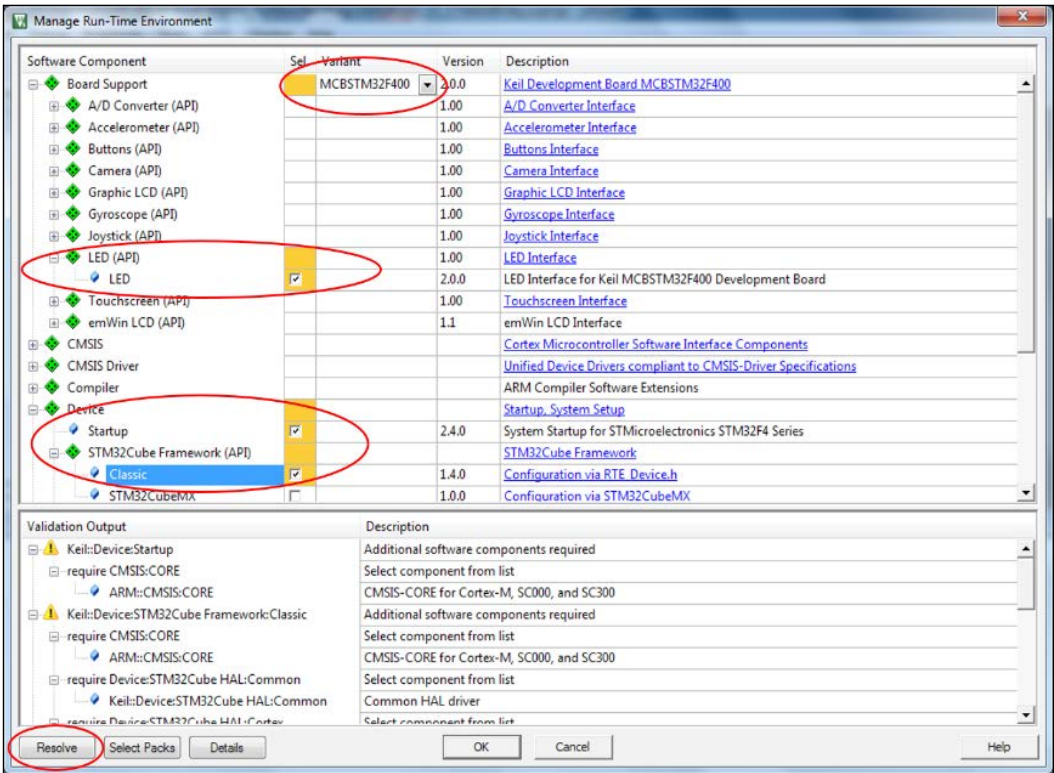 Manage Run-Time Environment
Software Component Sel. Variant Version Description
Board Support MCBSTM32F400 2.0.0 Keil Development Board MCBSTM32F400
A/D Converter (API) 1.00 A/D Converter Interface
Accelerometer (API) 1.00 Accelerometer Interface
Buttons (API) 1.00 Buttons Interface
Camera (API) 1.00 Camera Interface
Graphic LCD (API) 1.00 Graphic LCD Interface
Gyroscope (API) 1.00 Gyroscope Interface
Joystick (API) 1.00 Joystick Interface
LED (API) 1.00 LED Interface
LED 2.0.0 LED Interface for Keil MCBSTM32F400 Development Board
Touchscreen (API) 1.00 Touchscreen Interface
emWin LCD (API) 1.1 emWin LCD Interface
CMSIS Cortex Microcontroller Software Interface Components
CMSIS Driver Unified Device Drivers compliant to CMSIS-Driver Specifications
Compiler ARM Compiler Software Extensions
Device Startup, System Setup
Startup 2.4.0 System Startup for STMicroelectronics STM32F4 Series
STM32Cube Framework (API) STM32Cube Framework
Classic 1.4.0 Configuration via RTE_Device.h
STM32CubeMX 1.0.0 Configuration via STM32CubeMX
Validation Output Description
Keil::Device:Startup Additional software components required
require CMSIS:CORE Select component from list
ARM::CMSIS:CORE CMSIS-CORE for Cortex-M, SC000, and SC300
Keil::Device:STM32Cube Framework:Classic Additional software components required
require CMSIS:CORE Select component from list
ARM::CMSIS:CORE CMSIS-CORE for Cortex-M, SC000, and SC300
require Device:STM32Cube HAL:Common Select component from list
Keil::Device:STM32Cube HAL:Common Common HAL driver
require Device:STM32Cube HAL:Cortex Select component from list
Resolve Select Packs Details OK Cancel Help